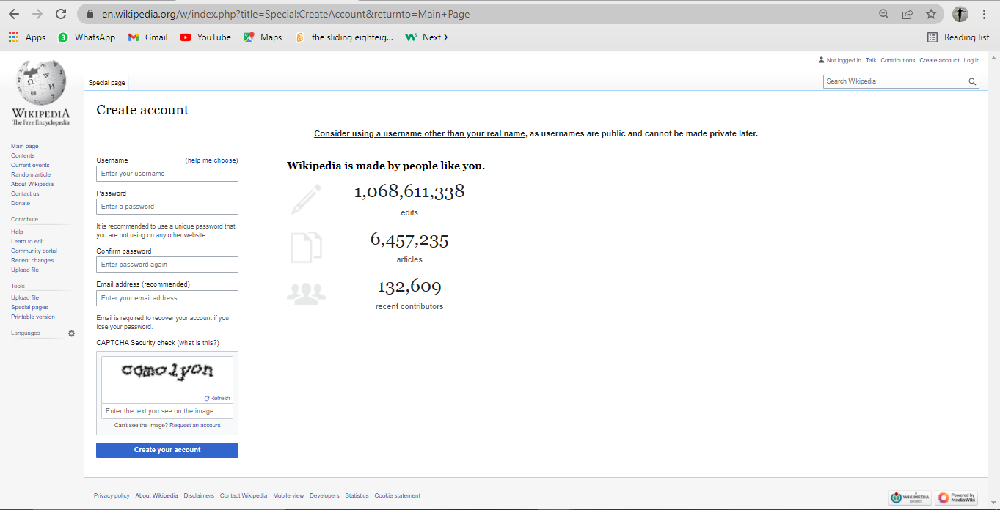 en.wikipedia.org/w/index.php?title=Special:CreateAccount&returnto=Main+Page
Apps 3 WhatsApp Gmail YouTube Maps the sliding eighteig... Next Reading list
Not logged in Talk Contributions Create account Log in
Special page
Search Wikipedia
WIKIPEDIA
The Free Encyclopedia
Main page
Contents
Current events
Random article
About Wikipedia
Contact us
Donate
Contribute
Help
Learn to edit
Community portal
Recent changes
Upload file
Tools
Upload file
Special pages
Printable version
Languages
Create account
Consider using a username other than your real name, as usernames are public and cannot be made private later.
Username (help me choose)
Enter your username
Password
Enter a password
It is recommended to use a unique password that
you are not using on any other website.
Confirm password
Enter password again
Email address (recommended)
Enter your email address
Email is required to recover your account if you
lose your password.
CAPTCHA Security check (what is this?)
Refresh
Enter the text you see on the image
Can't see the image? Request an account
Create your account
Wikipedia is made by people like you.
1,068,611,338
edits
6,457,235
articles
132,609
recent contributors
Privacy policy About Wikipedia Disclaimers Contact Wikipedia Mobile view Developers Statistics Cookie statement
A
WIKIMEDIA
project
Powered by
MediaWiki